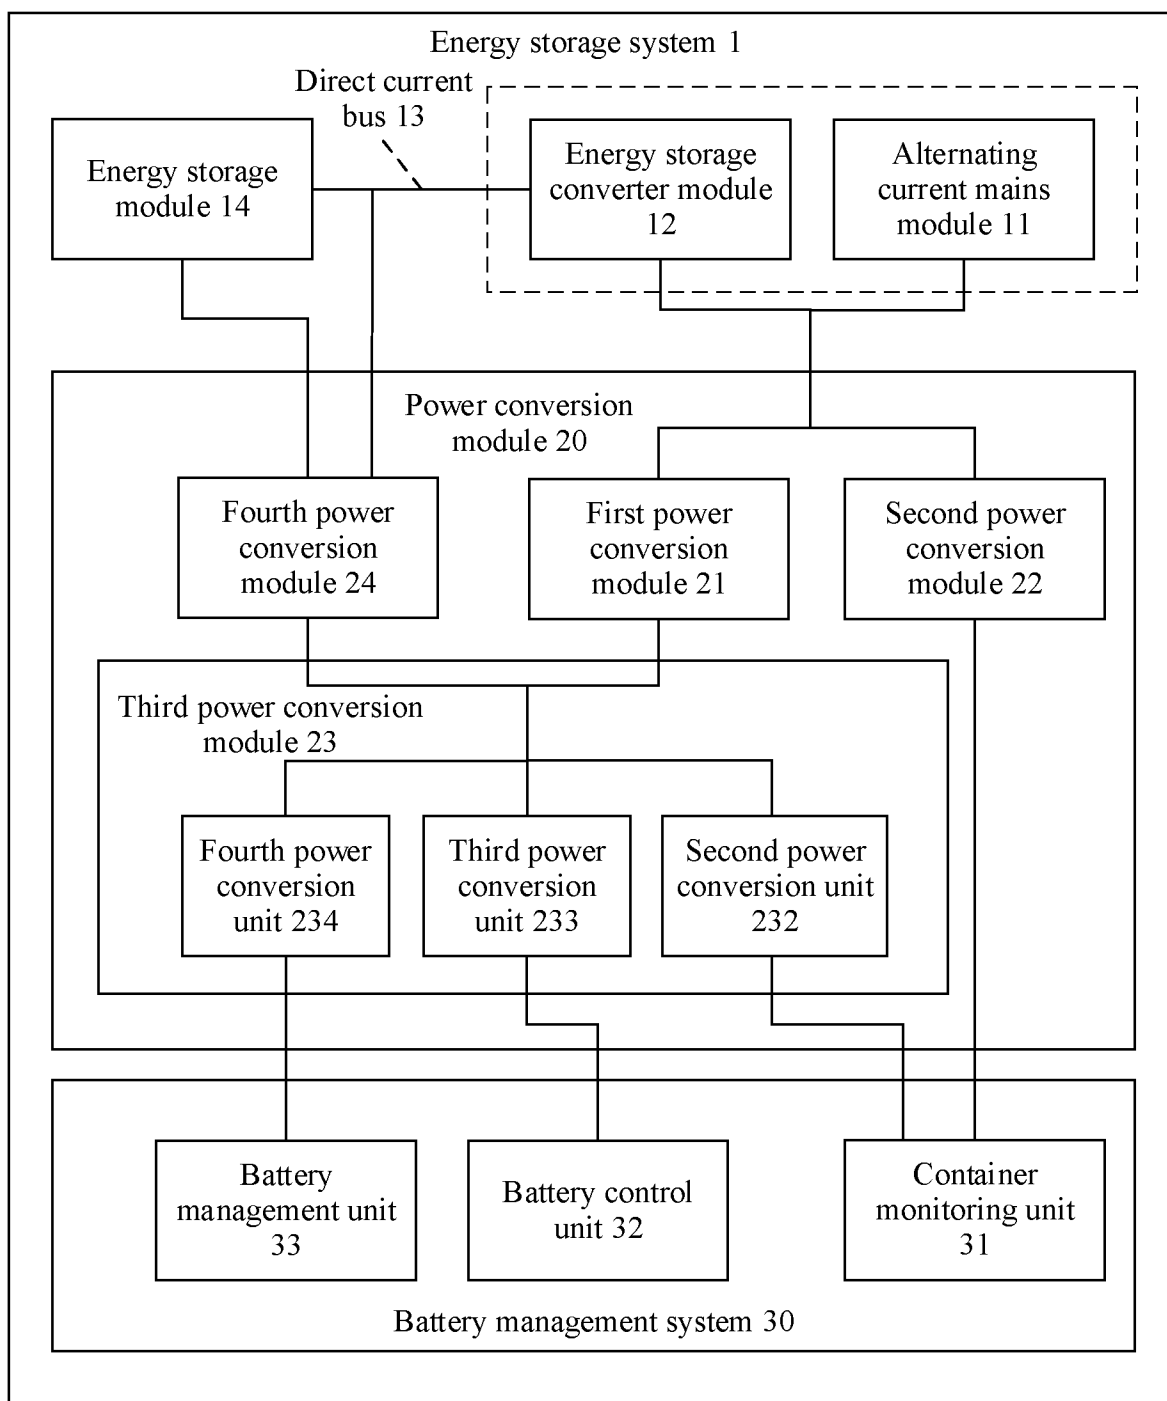 Energy storage system 1
Direct current
bus 13
Energy storage
module 14
Energy storage
converter module
12
Alternating
current mains
module 11
Power conversion
module 20
Fourth power
conversion
module 24
First power
conversion
module 21
Second power
conversion
module 22
Third power conversion
module 23
Fourth power
conversion
unit 234
Third power
conversion
unit 233
Second power
conversion unit
232
Battery
management unit
33
Battery control
unit 32
Container
monitoring unit
31
Battery management system 30